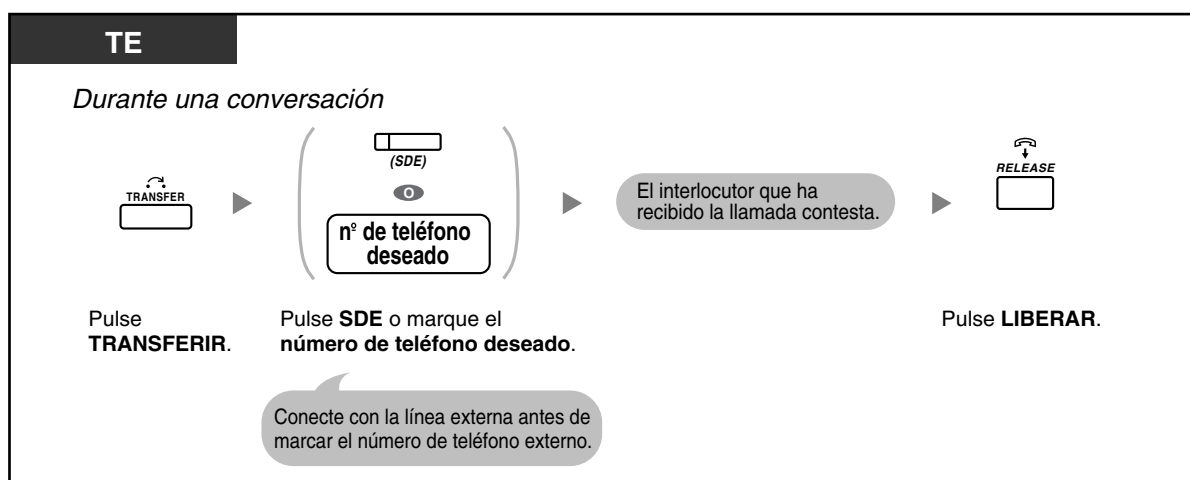 TE
Durante una conversación
TRANSFER
(SDE)
O
nº de teléfono
deseado
El interlocutor que ha
recibido la llamada contesta.
RELEASE
Pulse
TRANSFERIR.
Pulse SDE o marque el
número de teléfono deseado.
Pulse LIBERAR.
Conecte con la línea externa antes de
marcar el número de teléfono externo.